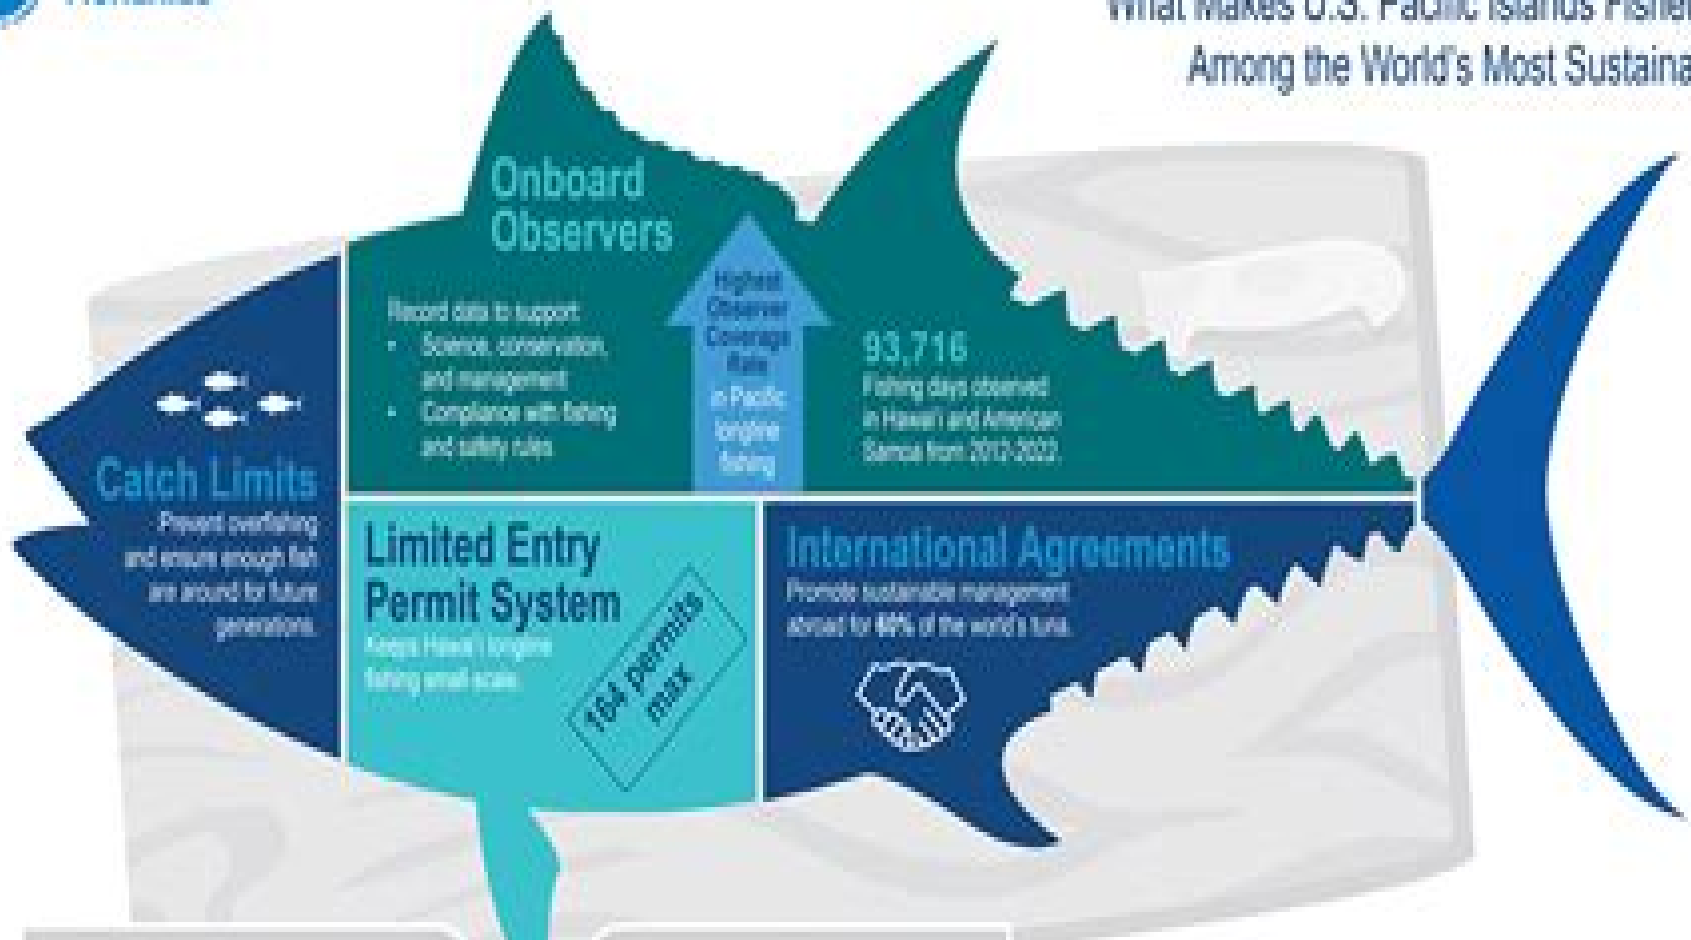 What Makes U.S. Pacific Islands
Among the World's Most
Onboard
Observers
Record data to support
• Science, conservation,
and management
• Compliance with fishing
and safety rules
Highest
Observer
Coverage
Rate
in Pacific
longline
fishing
93,716
Fishing days observed
in Hawai'i and American
Samoa from 2012-2022.
Catch Limits
Prevent overfishing
and ensure enough fish
are around for future
generations.
Limited Entry
Permit System
Keeps Hawai'i longline
fishing small-scale.
164 permits
max
International Agreements
Promote sustainable management
abroad for 60% of the world's tuna.